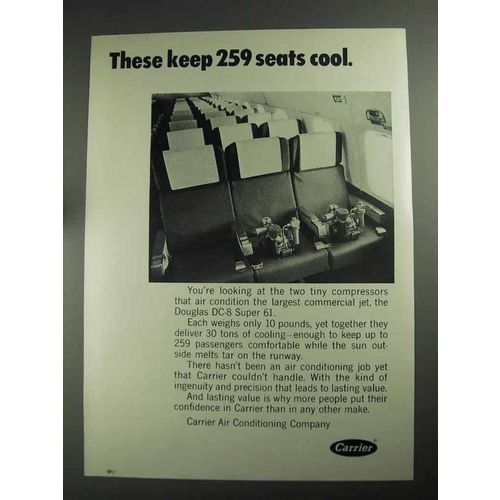 These keep 259 seats cool.
You're looking at the two tiny compressors
that air condition the largest commercial jet, the
Douglas DC-8 Super 61.
Each weighs only 10 pounds, yet together they
deliver 30 tons of cooling—enough to keep up to
259 passengers comfortable while the sun out-
side melts tar on the runway.
There hasn't been an air conditioning job yet
that Carrier couldn't handle. With the kind of
ingenuity and precision that leads to lasting value.
And lasting value is why more people put their
confidence in Carrier than in any other make.
Carrier Air Conditioning Company
Carrier®